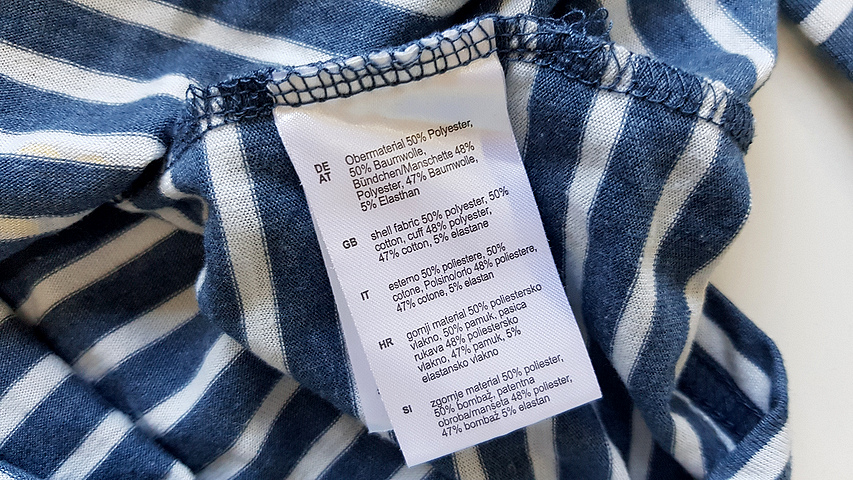 DE
AT
Obermaterial 50% Polyester,
50% Baumwolle,
Bündchen/Manschette 48%
Polyester, 47% Baumwolle,
5% Elasthan
GB
shell fabric 50% polyester, 50%
cotton, cuff 48% polyester,
47% cotton, 5% elastane
IT
esterno 50% poliestere, 50%
cotone, Polsino/orlo 48% poliestere,
47% cotone, 5% elastan
HR
gornji material 50% poliestersko
vlakno, 50% pamuk, pasica
rukava 48% poliestersko
vlakno, 47% pamuk, 5%
elastansko vlakno
SI
zgornje material 50% poliester,
50% bombaž, patentna
obroba/manšeta 48% poliester,
47% bombaž 5% elastan